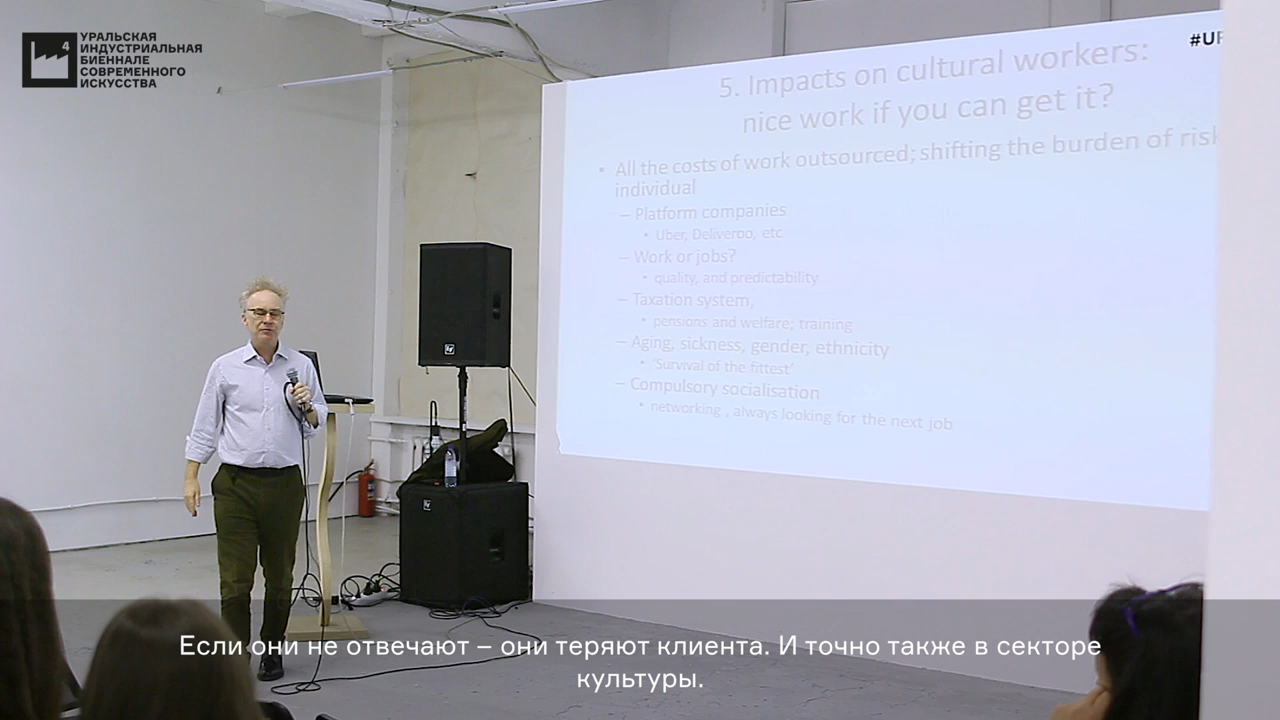 4
УРАЛЬСКАЯ
ИНДУСТРИАЛЬНАЯ
БИЕННАЛЕ
СОВРЕМЕННОГО
ИСКУССТВА
5. Impacts on cultural workers:
nice work if you can get it?
▪ All the costs of work outsourced; shifting the burden of risk
individual
– Platform companies
• Uber, Deliveroo, etc
– Work or jobs?
• quality, and predictability
– Taxation system,
• pensions and welfare; training
– Aging, sickness, gender, ethnicity
• 'Survival of the fittest'
– Compulsory socialisation
• networking , always looking for the next job
Если они не отвечают – они теряют клиента. И точно также в секторе
культуры.